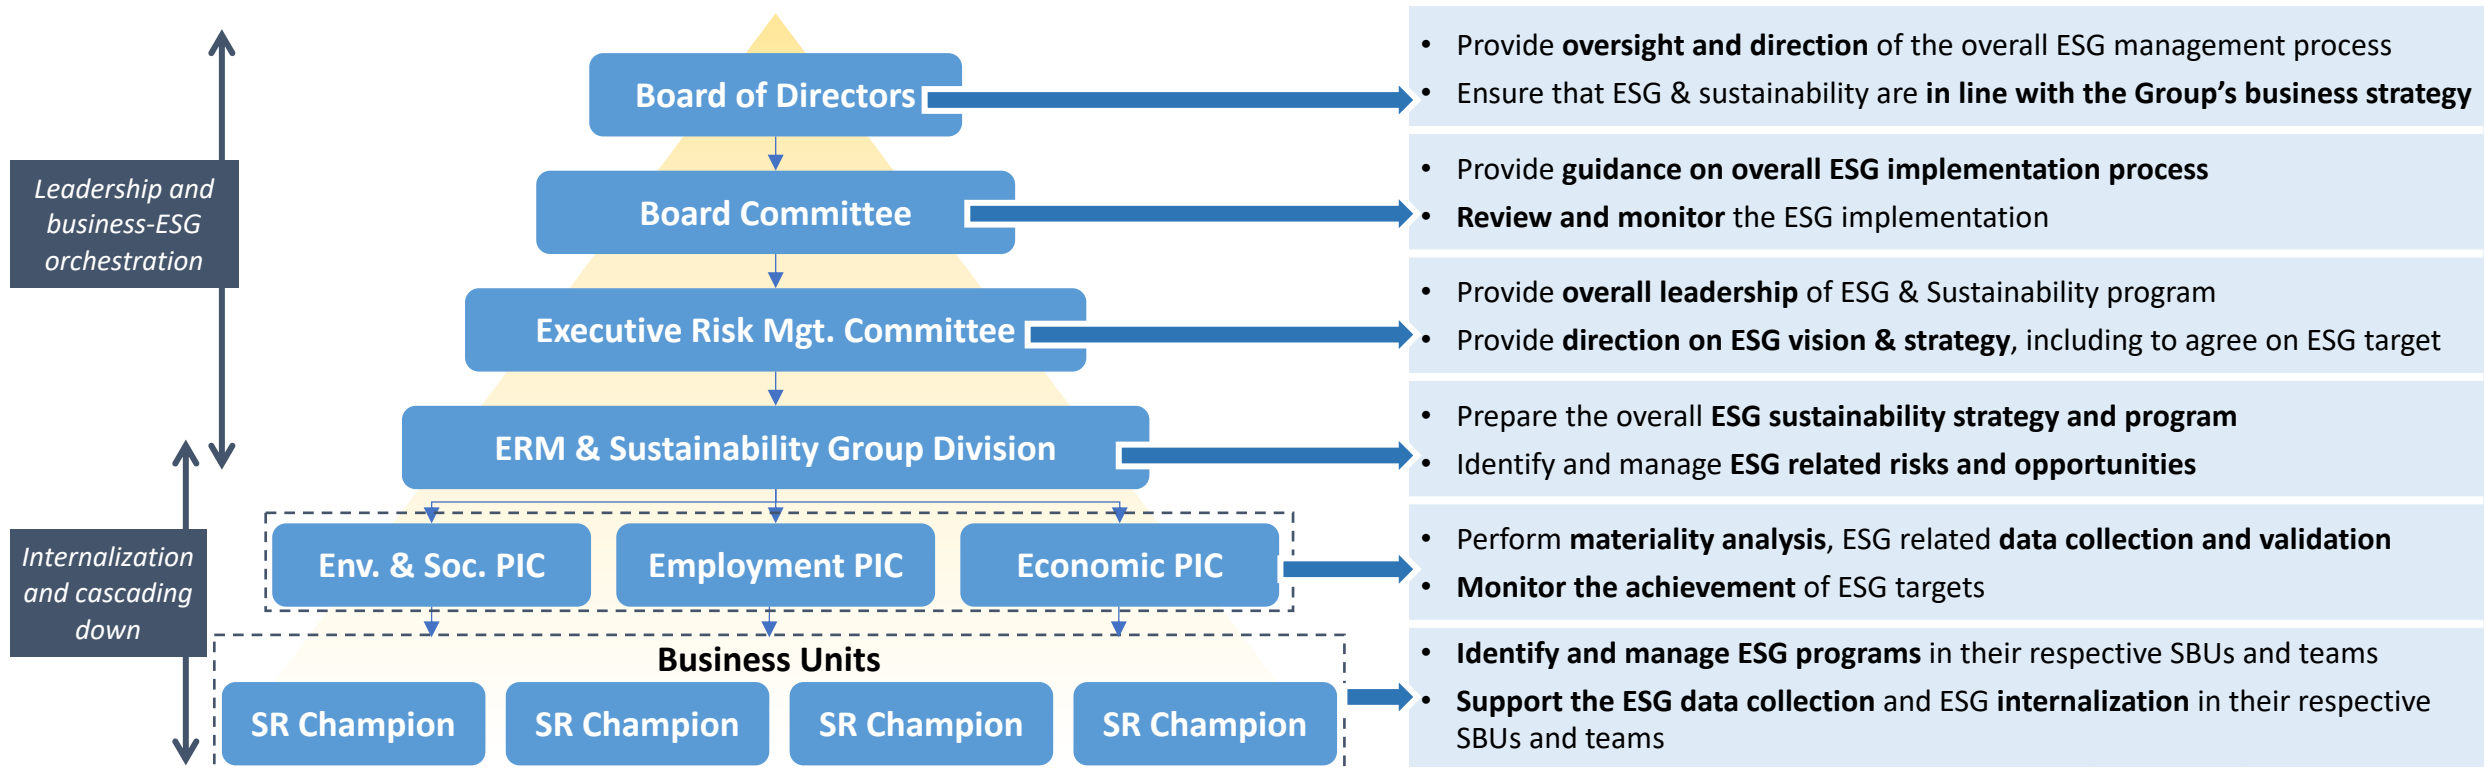 Leadership and
business-ESG
orchestration
Internalization
and cascading
down
Board of Directors
Board Committee
Executive Risk Mgt. Committee
ERM & Sustainability Group Division
Env. & Soc. PIC
Employment PIC
Economic PIC
Business Units
SR Champion
SR Champion
SR Champion
SR Champion
• Provide oversight and direction of the overall ESG management process
• Ensure that ESG & sustainability are in line with the Group’s business strategy
• Provide guidance on overall ESG implementation process
• Review and monitor the ESG implementation
• Provide overall leadership of ESG & Sustainability program
• Provide direction on ESG vision & strategy, including to agree on ESG target
• Prepare the overall ESG sustainability strategy and program
• Identify and manage ESG related risks and opportunities
• Perform materiality analysis, ESG related data collection and validation
• Monitor the achievement of ESG targets
• Identify and manage ESG programs in their respective SBUs and teams
• Support the ESG data collection and ESG internalization in their respective
SBUs and teams